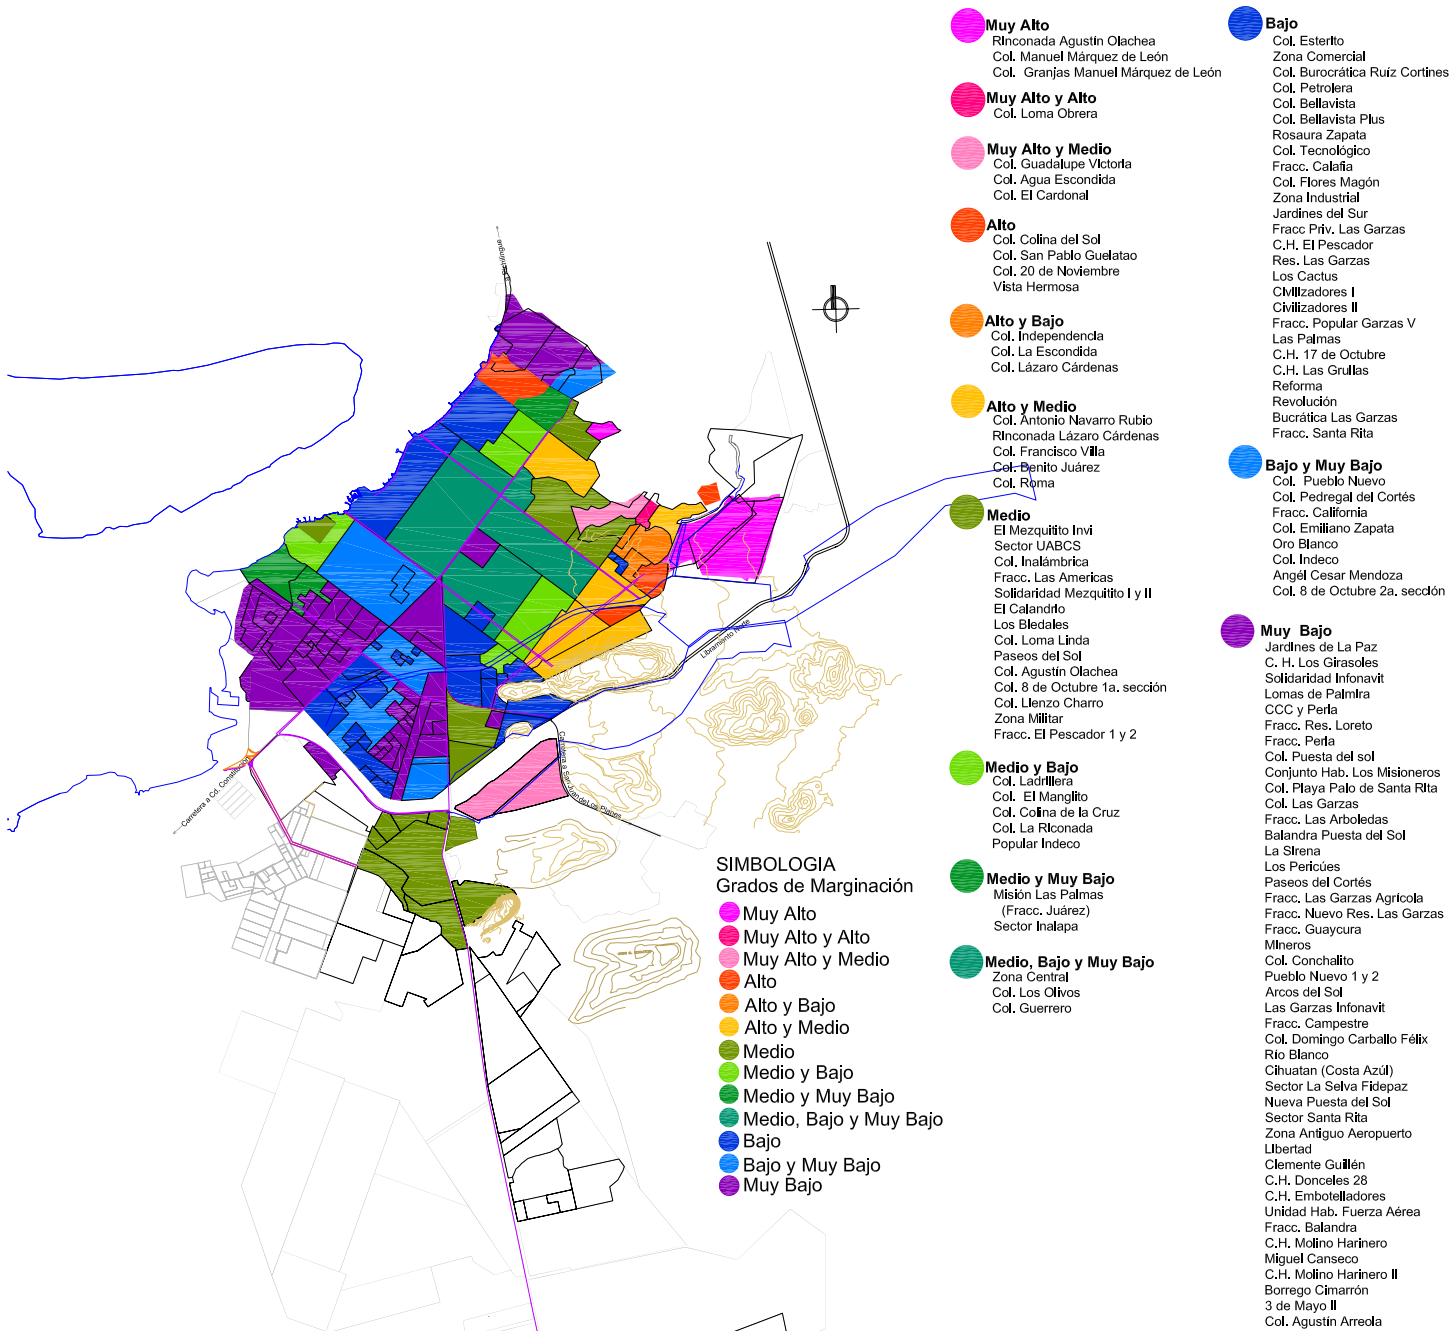 Muy Alto
Rinconada Agustín Olachea
Col. Manuel Márquez de León
Col. Granjas Manuel Márquez de León
Muy Alto y Alto
Col. Loma Obrera
Muy Alto y Medio
Col. Guadalupe Victoria
Col. Agua Escondida
Col. El Cardonal
Alto
Col. Colina del Sol
Col. San Pablo Guelatao
Col. 20 de Noviembre
Vista Hermosa
Alto y Bajo
Col. Independencia
Col. La Escondida
Col. Lázaro Cárdenas
Alto y Medio
Col. Antonio Navarro Rubio
Rinconada Lázaro Cárdenas
Col. Francisco Villa
Col. Benito Juárez
Col. Roma
Medio
El Mezquitito Invi
Sector UABCS
Col. Inalámbrica
Fracc. Las Americas
Solidaridad Mezquitito I y II
El Calandrio
Los Bledales
Col. Loma Linda
Paseos del Sol
Col. Agustín Olachea
Col. 8 de Octubre 1a. sección
Col. Llenzo Charro
Zona Militar
Fracc. El Pescador 1 y 2
Medio y Bajo
Col. Ladrillera
Col. El Manglito
Col. Colina de la Cruz
Col. La Riconada
Popular Indeco
Medio y Muy Bajo
Misión Las Palmas
(Fracc. Juárez)
Sector Inalapa
Medio, Bajo y Muy Bajo
Zona Central
Col. Los Olivos
Col. Guerrero
Bajo
Col. Esterito
Zona Comercial
Col. Burocrática Ruíz Cortines
Col. Petrolera
Col. Bellavista
Col. Bellavista Plus
Rosaura Zapata
Col. Tecnológico
Fracc. Calafia
Col. Flores Magón
Zona Industrial
Jardines del Sur
Fracc Priv. Las Garzas
C.H. El Pescador
Res. Las Garzas
Los Cactus
Civilizadores I
Civilizadores II
Fracc. Popular Garzas V
Las Palmas
C.H. 17 de Octubre
C.H. Las Grullas
Reforma
Revolución
Bucrática Las Garzas
Fracc. Santa Rita
Bajo y Muy Bajo
Col. Pueblo Nuevo
Col. Pedregal del Cortés
Fracc. California
Col. Emiliano Zapata
Oro Blanco
Col. Indeco
Angél Cesar Mendoza
Col. 8 de Octubre 2a. sección
Muy Bajo
Jardines de La Paz
C. H. Los Girasoles
Solidaridad Infonavit
Lomas de Palmira
CCC y Perla
Fracc. Res. Loreto
Fracc. Perla
Col. Puesta del sol
Conjunto Hab. Los Misioneros
Col. Playa Palo de Santa Rita
Col. Las Garzas
Fracc. Las Arboledas
Balandra Puesta del Sol
La Sirena
Los Pericúes
Paseos del Cortés
Fracc. Las Garzas Agrícola
Fracc. Nuevo Res. Las Garzas
Fracc. Guaycura
Mineros
Col. Conchalito
Pueblo Nuevo 1 y 2
Arcos del Sol
Las Garzas Infonavit
Fracc. Campestre
Col. Domingo Carballo Félix
Río Blanco
Cihuatan (Costa Azúl)
Sector La Selva Fidepaz
Nueva Puesta del Sol
Sector Santa Rita
Zona Antiguo Aeropuerto
Libertad
Clemente Guillén
C.H. Donceles 28
C.H. Embotelladores
Unidad Hab. Fuerza Aérea
Fracc. Balandra
C.H. Molino Harinero
Miguel Canseco
C.H. Molino Harinero II
Borrego Cimarrón
3 de Mayo II
Col. Agustín Arreola
a Pichilingue
Libramiento Norte
Carretera a San Juan de Los Planes
Carretera a Cd. Constitución
SIMBOLOGIA
Grados de Marginación
Muy Alto
Muy Alto y Alto
Muy Alto y Medio
Alto
Alto y Bajo
Alto y Medio
Medio
Medio y Bajo
Medio y Muy Bajo
Medio, Bajo y Muy Bajo
Bajo
Bajo y Muy Bajo
Muy Bajo